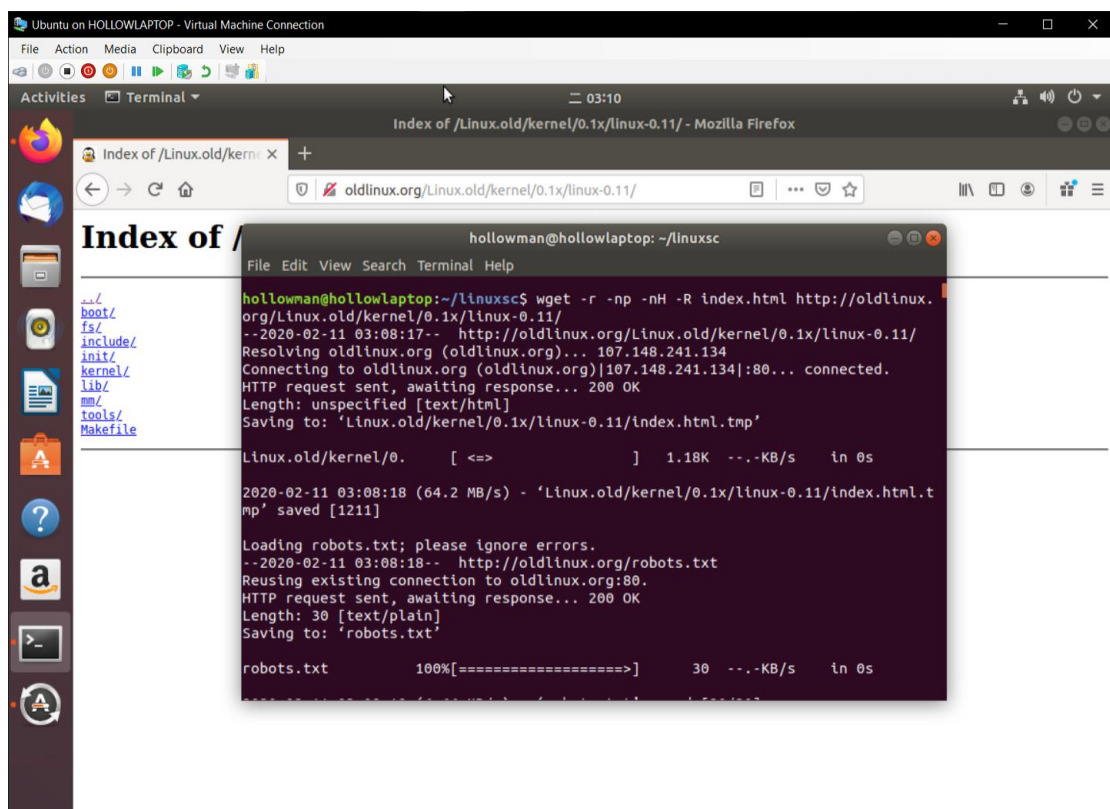 Ubuntu on HOLLOWLAPTOP - Virtual Machine Connection
File Action Media Clipboard View Help
Activities Terminal 二 03:10
Index of /Linux.old/kernel/0.1x/linux-0.11/ - Mozilla Firefox
Index of /Linux.old/kerne
oldlinux.org/Linux.old/kernel/0.1x/linux-0.11/
Index of /
../
boot/
fs/
include/
init/
kernel/
lib/
mm/
tools/
Makefile
hollowman@hollowlaptop: ~/linuxsc
File Edit View Search Terminal Help
hollowman@hollowlaptop:~/linuxsc$ wget -r -np -nH -R index.html http://oldlinux.
org/Linux.old/kernel/0.1x/linux-0.11/
--2020-02-11 03:08:17-- http://oldlinux.org/Linux.old/kernel/0.1x/linux-0.11/
Resolving oldlinux.org (oldlinux.org)... 107.148.241.134
Connecting to oldlinux.org (oldlinux.org)|107.148.241.134|:80... connected.
HTTP request sent, awaiting response... 200 OK
Length: unspecified [text/html]
Saving to: ‘Linux.old/kernel/0.1x/linux-0.11/index.html.tmp’
Linux.old/kernel/0. [ <=> ] 1.18K --.-KB/s in 0s
2020-02-11 03:08:18 (64.2 MB/s) - ‘Linux.old/kernel/0.1x/linux-0.11/index.html.t
mp’ saved [1211]
Loading robots.txt; please ignore errors.
--2020-02-11 03:08:18-- http://oldlinux.org/robots.txt
Reusing existing connection to oldlinux.org:80.
HTTP request sent, awaiting response... 200 OK
Length: 30 [text/plain]
Saving to: ‘robots.txt’
robots.txt 100%[===================>] 30 --.-KB/s in 0s